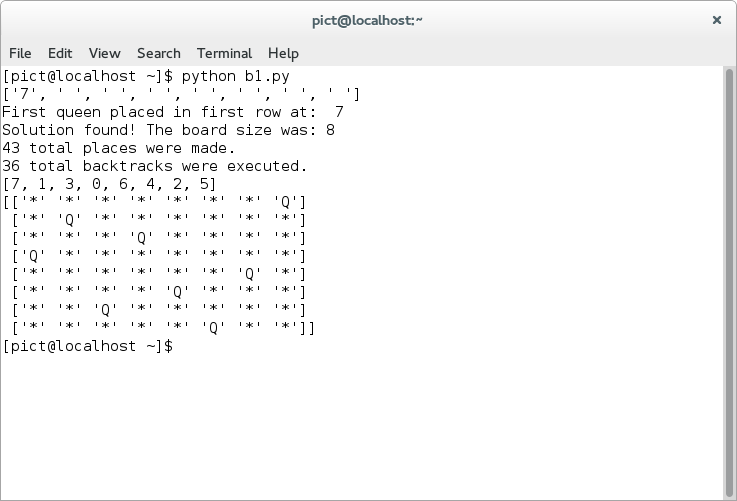 pict@localhost:~
×
File Edit View Search Terminal Help
[pict@localhost ~]$ python b1.py
['7', ' ', ' ', ' ', ' ', ' ', ' ', ' ']
First queen placed in first row at:  7
Solution found! The board size was: 8
43 total places were made.
36 total backtracks were executed.
[7, 1, 3, 0, 6, 4, 2, 5]
[['*' '*' '*' '*' '*' '*' '*' 'Q']
 ['*' 'Q' '*' '*' '*' '*' '*' '*']
 ['*' '*' '*' 'Q' '*' '*' '*' '*']
 ['Q' '*' '*' '*' '*' '*' '*' '*']
 ['*' '*' '*' '*' '*' '*' 'Q' '*']
 ['*' '*' '*' '*' 'Q' '*' '*' '*']
 ['*' '*' 'Q' '*' '*' '*' '*' '*']
 ['*' '*' '*' '*' '*' 'Q' '*' '*']]
[pict@localhost ~]$